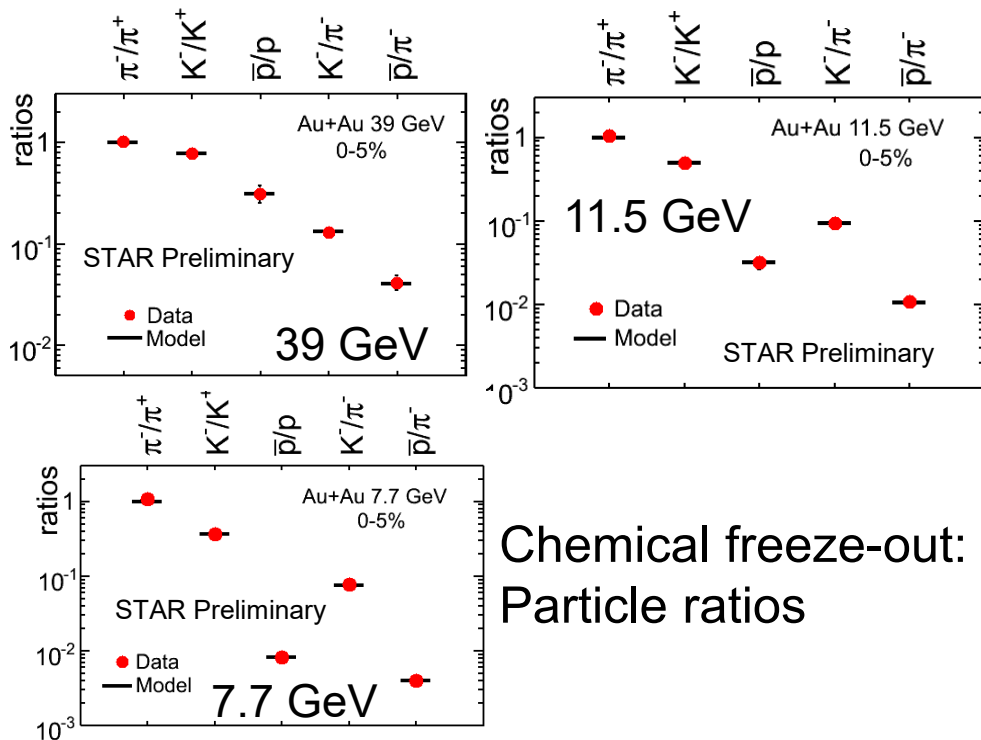 π⁻/π⁺ K⁻/K⁺ p̅/p K⁻/π⁻ p̅/π⁻
ratios
1
10⁻¹
10⁻²
Au+Au 39 GeV
0-5%
STAR Preliminary
Data
Model
39 GeV
π⁻/π⁺ K⁻/K⁺ p̅/p K⁻/π⁻ p̅/π⁻
ratios
1
10⁻¹
10⁻²
10⁻³
Au+Au 11.5 GeV
0-5%
11.5 GeV
Data
Model
STAR Preliminary
π⁻/π⁺ K⁻/K⁺ p̅/p K⁻/π⁻ p̅/π⁻
ratios
1
10⁻¹
10⁻²
10⁻³
Au+Au 7.7 GeV
0-5%
STAR Preliminary
Data
Model
7.7 GeV
Chemical freeze-out:
Particle ratios